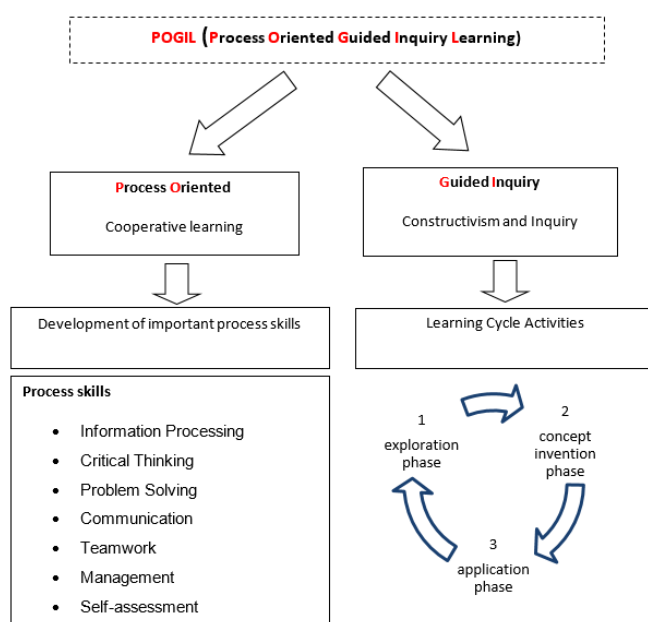 POGIL (Process Oriented Guided Inquiry Learning)
Process Oriented
Cooperative learning
Guided Inquiry
Constructivism and Inquiry
Development of important process skills
Learning Cycle Activities
Process skills
• Information Processing
• Critical Thinking
• Problem Solving
• Communication
• Teamwork
• Management
• Self-assessment
1
exploration
phase
2
concept
invention
phase
3
application
phase